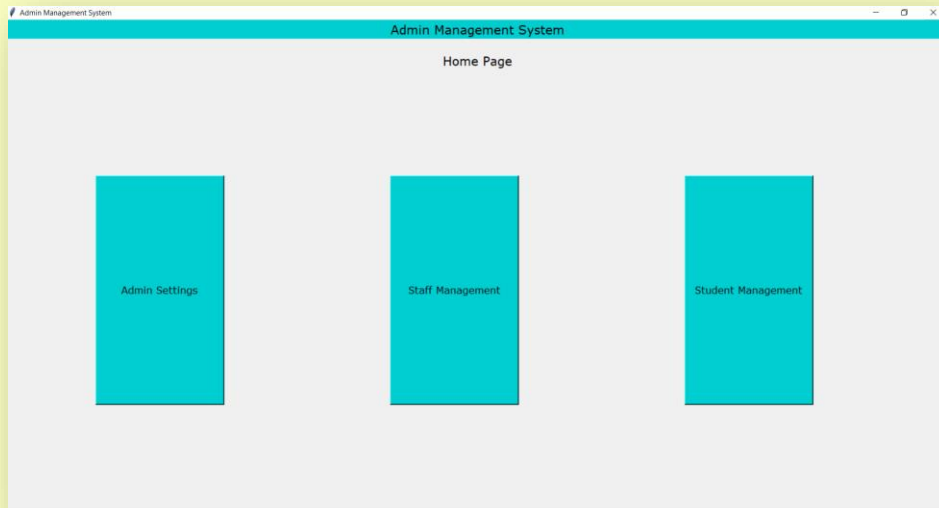 Admin Management System
Admin Management System
Home Page
Admin Settings
Staff Management
Student Management